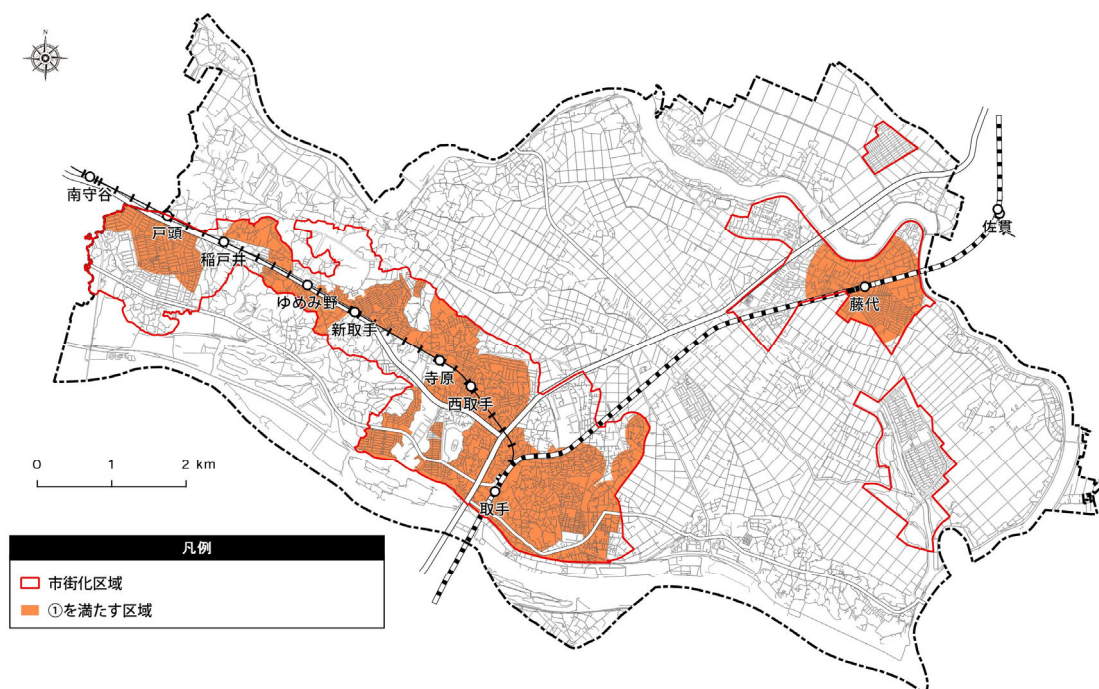 N
南守谷
戸頭
稲戸井
ゆめみ野
新取手
寺原
西取手
取手
藤代
佐貫
0 1 2 km
凡例
市街化区域
①を満たす区域